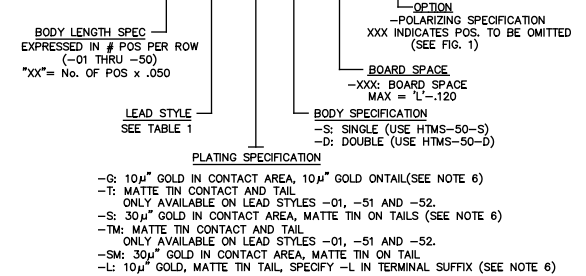 OPTION
-POLARIZING SPECIFICATION
XXX INDICATES POS. TO BE OMITTED
(SEE FIG. 1)
BODY LENGTH SPEC
EXPRESSED IN # POS PER ROW
(-01 THRU -50)
"XX"= No. OF POS x .050
BOARD SPACE
-XXX: BOARD SPACE
MAX = 'L'-.120
LEAD STYLE
SEE TABLE 1
BODY SPECIFICATION
-S: SINGLE (USE HTMS-50-S)
-D: DOUBLE (USE HTMS-50-D)
PLATING SPECIFICATION
-G: 10µ" GOLD IN CONTACT AREA, 10µ" GOLD ONTAIL(SEE NOTE 6)
-T: MATTE TIN CONTACT AND TAIL
ONLY AVAILABLE ON LEAD STYLES -01, -51 AND -52.
-S: 30µ" GOLD IN CONTACT AREA, MATTE TIN ON TAILS (SEE NOTE 6)
-TM: MATTE TIN CONTACT AND TAIL
ONLY AVAILABLE ON LEAD STYLES -01, -51 AND -52.
-SM: 30µ" GOLD IN CONTACT AREA, MATTE TIN ON TAIL
-L: 10µ" GOLD, MATTE TIN TAIL, SPECIFY -L IN TERMINAL SUFFIX (SEE NOTE 6)